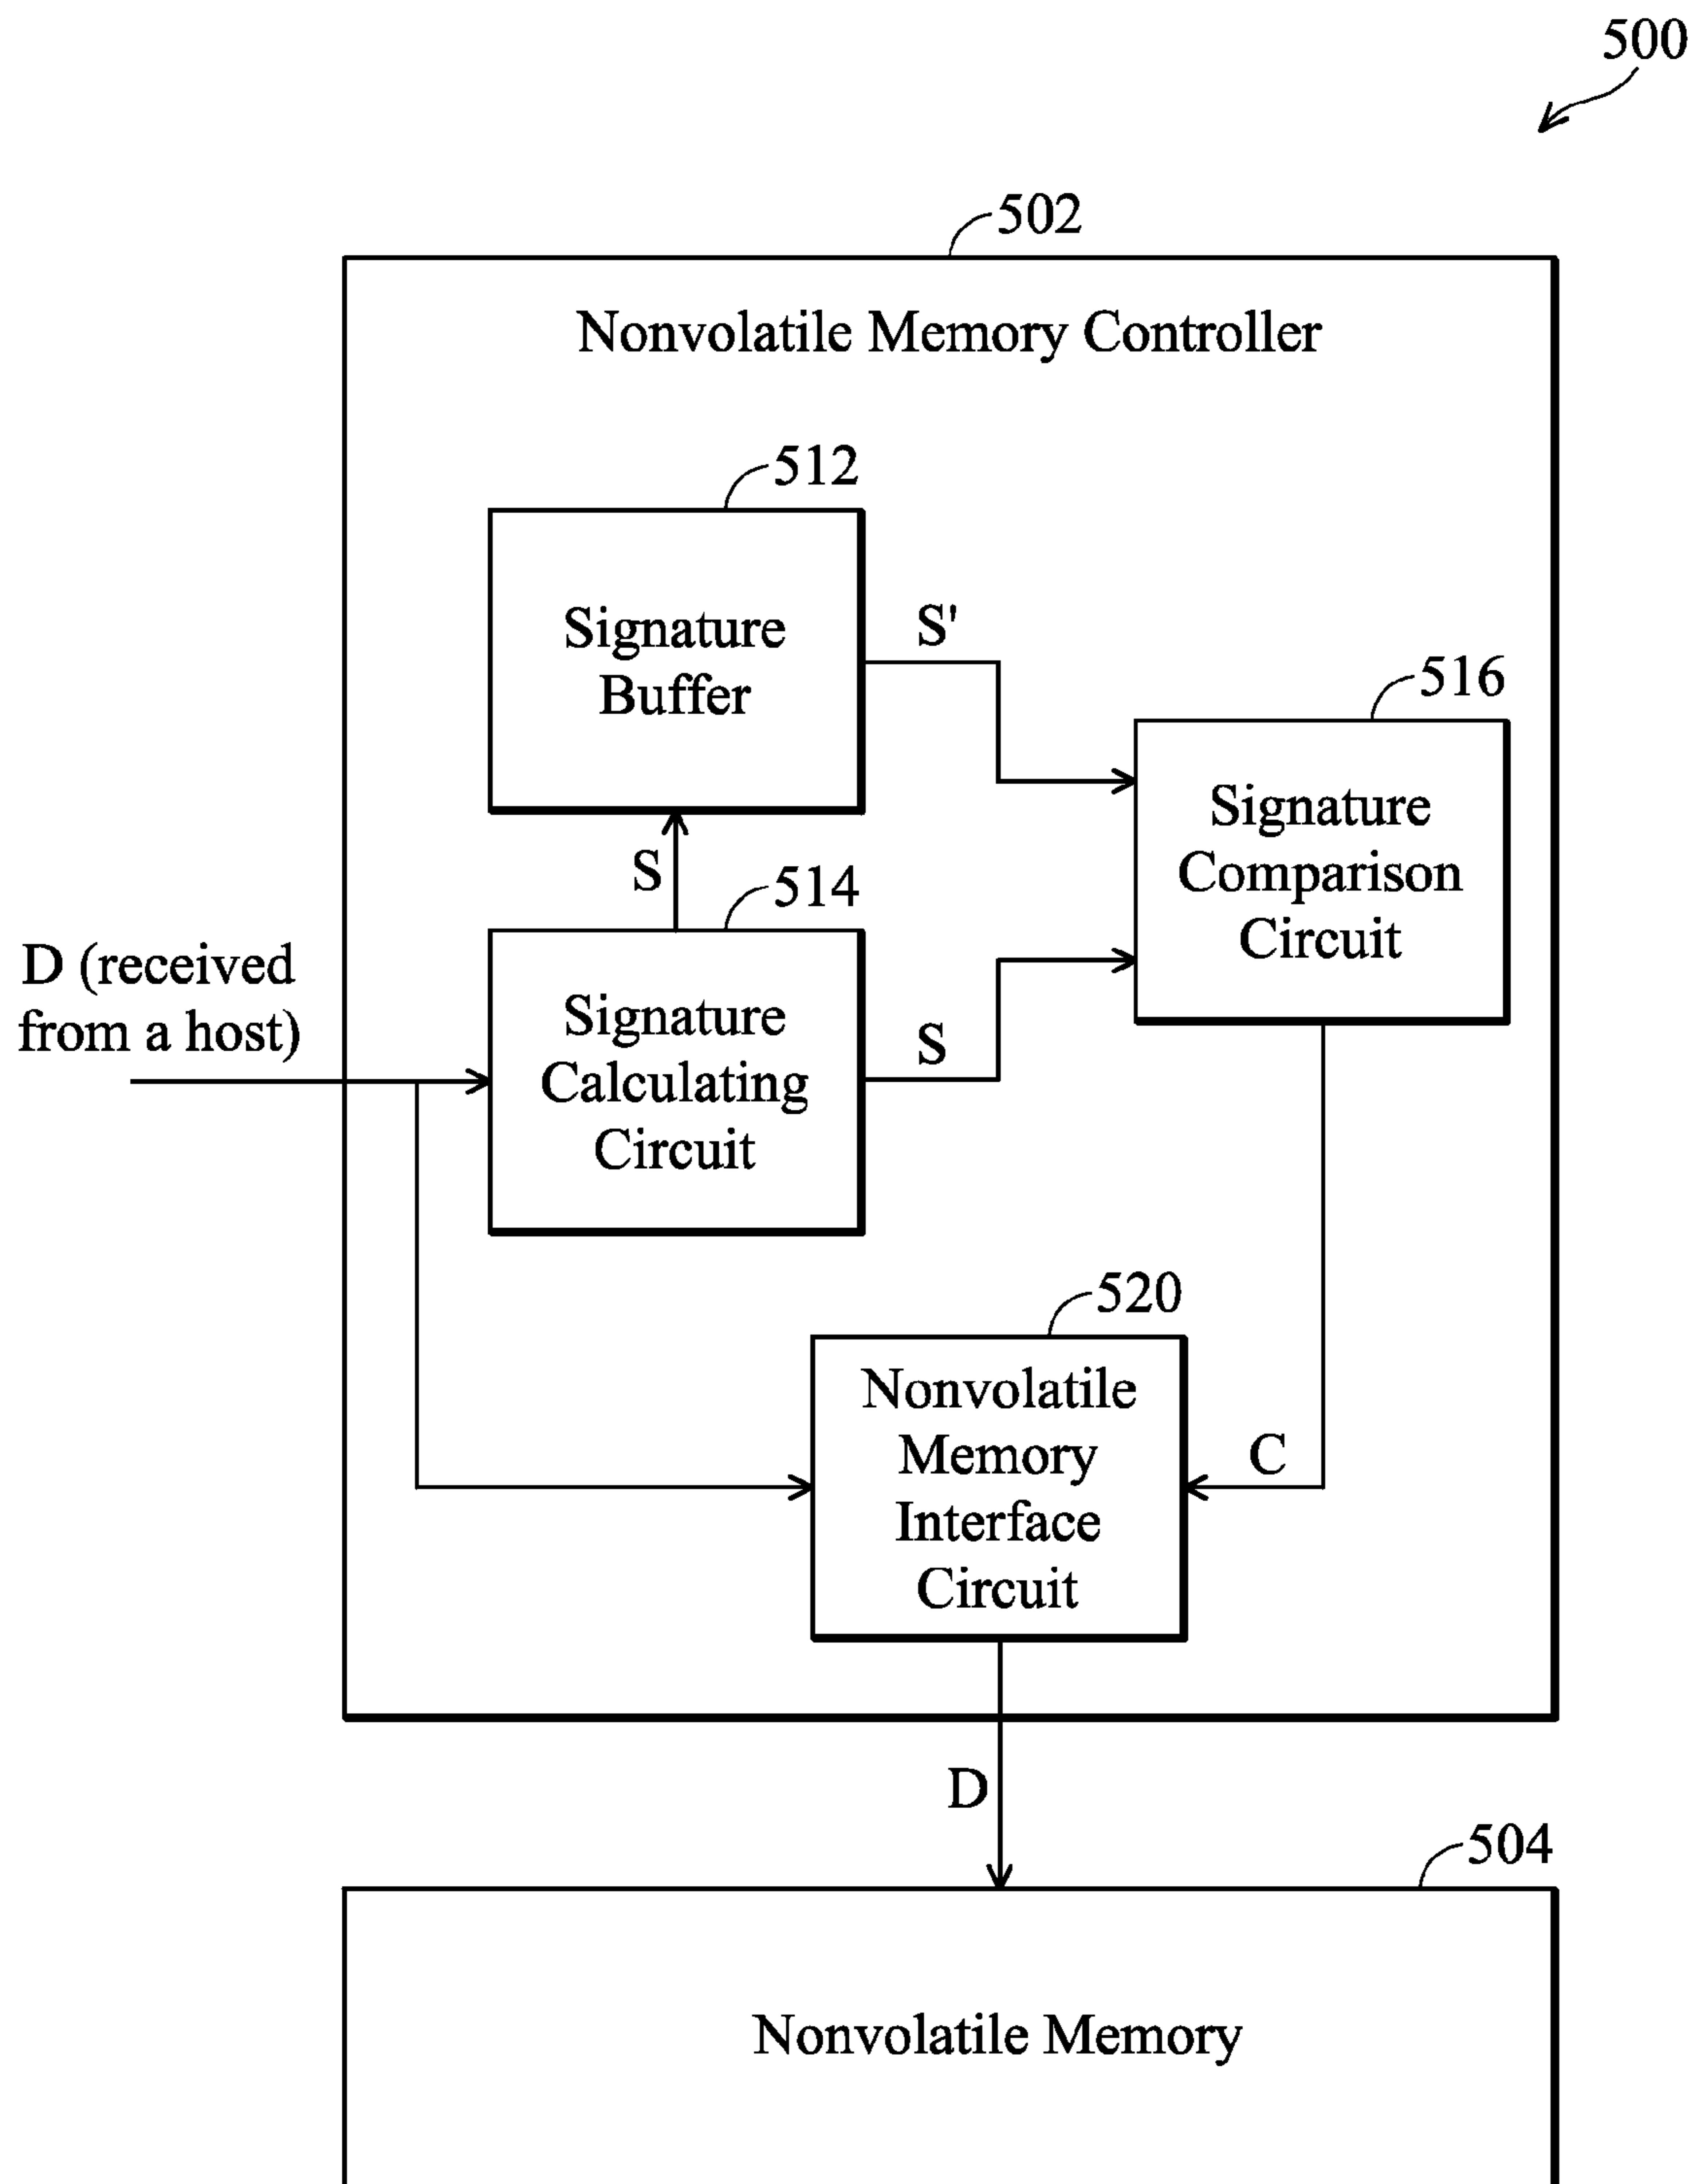 500
502
Nonvolatile Memory Controller
512
Signature
Buffer
S'
516
Signature
Comparison
Circuit
S
514
D (received
from a host)
Signature
Calculating
Circuit
S
520
Nonvolatile
Memory
Interface
Circuit
C
D
504
Nonvolatile Memory